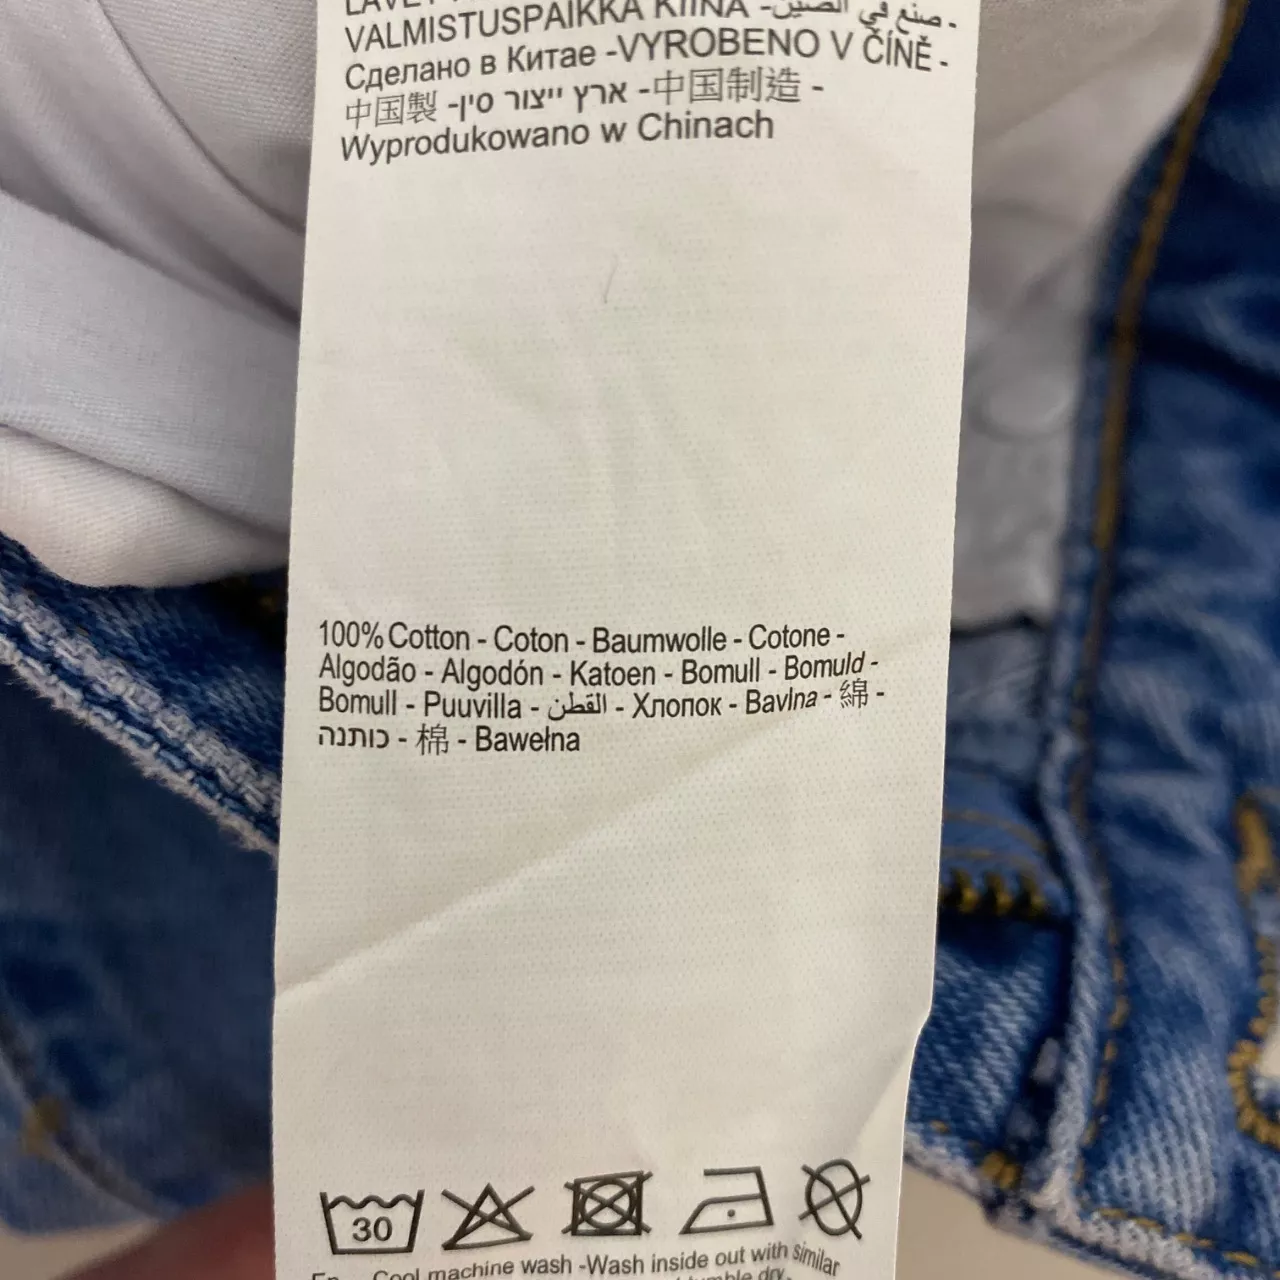 VALMISTUSPAIKKA KIINA - صنع في الصين -
Сделано в Китае -VYROBENO V ČÍNĚ -
中国製 -ארץ ייצור סין -中国制造 -
Wyprodukowano w Chinach
100% Cotton - Coton - Baumwolle - Cotone -
Algodão - Algodón - Katoen - Bomull - Bomuld -
Bomull - Puuvilla - القطن - Хлопок - Bavlna - 綿 -
כותנה - 棉 - Bawełna
30
Cool machine wash -Wash inside out with similar
tumble dry.